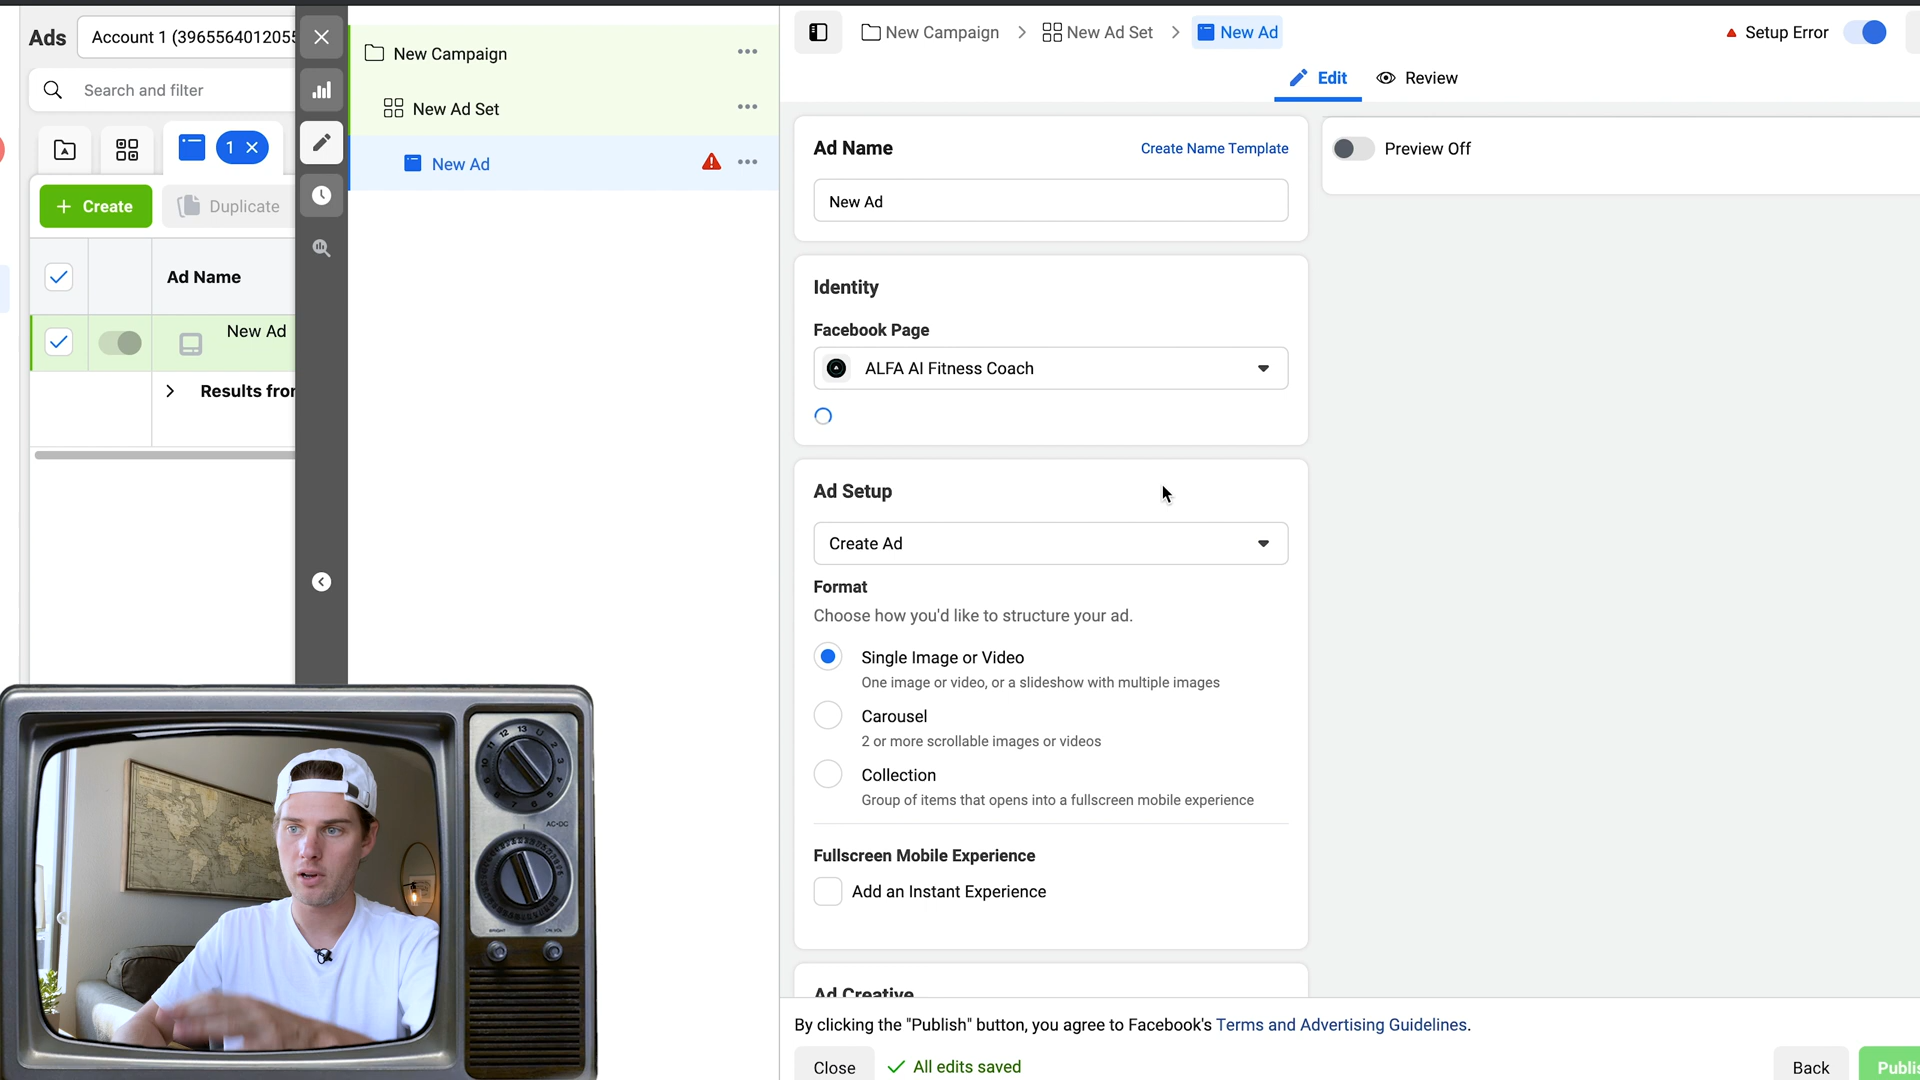 Ads
Account 1 (3965564012055
Search and filter
1
Create
Duplicate
Ad Name
New Ad
Results from
New Campaign
New Ad Set
New Ad
New Campaign
New Ad Set
New Ad
Setup Error
Edit
Review
Ad Name
Create Name Template
New Ad
Preview Off
Identity
Facebook Page
ALFA AI Fitness Coach
Ad Setup
Create Ad
Format
Choose how you'd like to structure your ad.
Single Image or Video
One image or video, or a slideshow with multiple images
Carousel
2 or more scrollable images or videos
Collection
Group of items that opens into a fullscreen mobile experience
Fullscreen Mobile Experience
Add an Instant Experience
Ad Creative
By clicking the "Publish" button, you agree to Facebook's Terms and Advertising Guidelines.
Close
All edits saved
Back
Publis
AC-DC